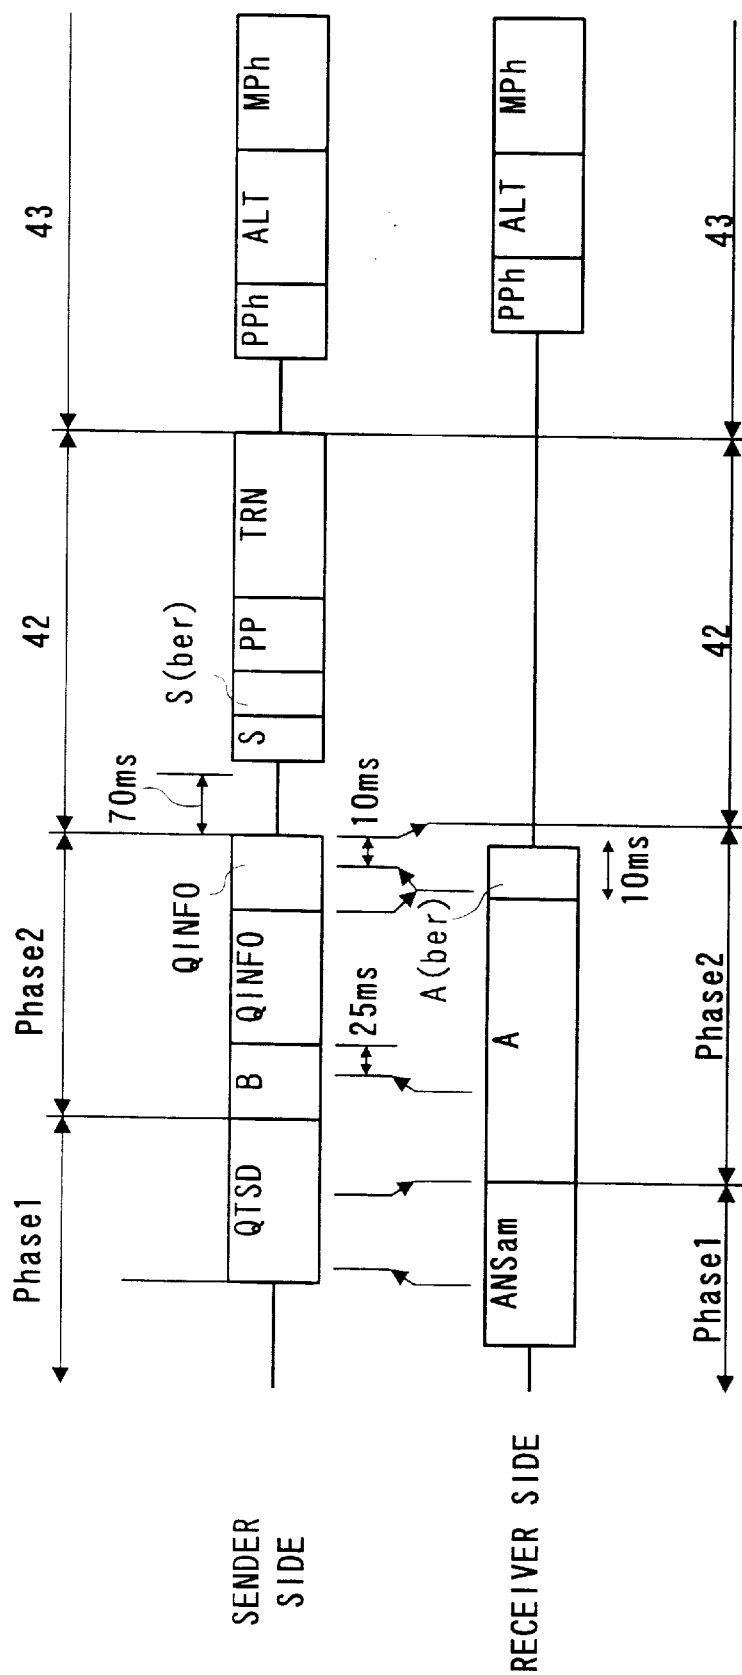 Phase1
Phase2
42
43
70ms
QINFO
S(ber)
SENDER
SIDE
QTSD
B
QINFO
S
PP
TRN
PPh
ALT
MPh
25ms
10ms
A(ber)
RECEIVER SIDE
ANSam
A
PPh
ALT
MPh
10ms
Phase1
Phase2
42
43